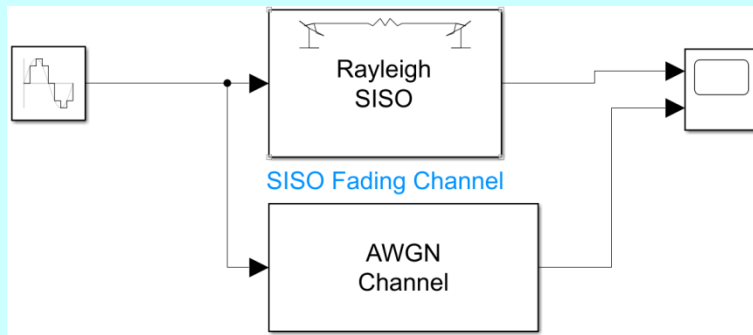 Rayleigh
SISO
SISO Fading Channel
AWGN
Channel